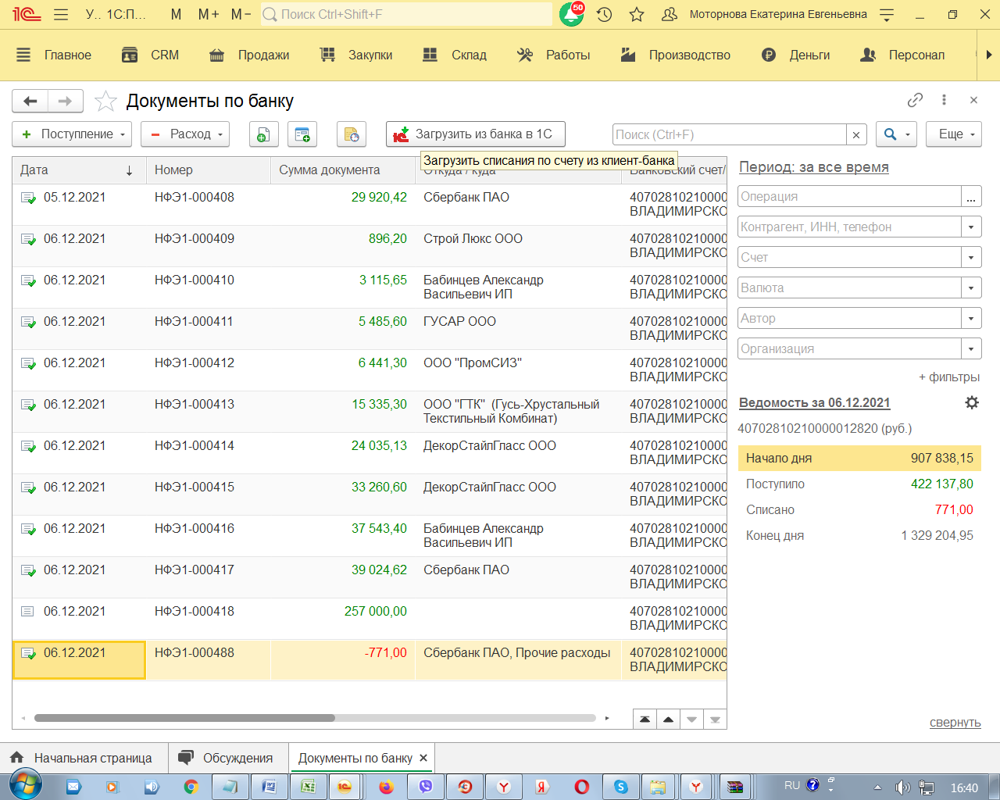 У.. 1С:П... М М+ М- Поиск Ctrl+Shift+F 50 Моторнова Екатерина Евгеньевна
Главное CRM Продажи Закупки Склад Работы Производство Деньги Персонал
Документы по банку
+ Поступление − Расход Загрузить из банка в 1С Поиск (Ctrl+F) × Еще
Загрузить списания по счету из клиент-банка
Дата ↓ Номер Сумма документа Откуда / куда Банковский счет/
05.12.2021 НФЭ1-000408 29 920,42 Сбербанк ПАО 40702810210000
ВЛАДИМИРСКО
06.12.2021 НФЭ1-000409 896,20 Строй Люкс ООО 40702810210000
ВЛАДИМИРСКО
06.12.2021 НФЭ1-000410 3 115,65 Бабинцев Александр 40702810210000
Васильевич ИП ВЛАДИМИРСКО
06.12.2021 НФЭ1-000411 5 485,60 ГУСАР ООО 40702810210000
ВЛАДИМИРСКО
06.12.2021 НФЭ1-000412 6 441,30 ООО "ПромСИЗ" 40702810210000
ВЛАДИМИРСКО
06.12.2021 НФЭ1-000413 15 335,30 ООО "ГТК" (Гусь-Хрустальный 40702810210000
Текстильный Комбинат) ВЛАДИМИРСКО
06.12.2021 НФЭ1-000414 24 035,13 ДекорСтайлГласс ООО 40702810210000
ВЛАДИМИРСКО
06.12.2021 НФЭ1-000415 33 260,60 ДекорСтайлГласс ООО 40702810210000
ВЛАДИМИРСКО
06.12.2021 НФЭ1-000416 37 543,40 Бабинцев Александр 40702810210000
Васильевич ИП ВЛАДИМИРСКО
06.12.2021 НФЭ1-000417 39 024,62 Сбербанк ПАО 40702810210000
ВЛАДИМИРСКО
06.12.2021 НФЭ1-000418 257 000,00 40702810210000
ВЛАДИМИРСКО
06.12.2021 НФЭ1-000488 -771,00 Сбербанк ПАО, Прочие расходы 40702810210000
ВЛАДИМИРСКО
Период: за все время
Операция ...
Контрагент, ИНН, телефон
Счет
Валюта
Автор
Организация
+ фильтры
Ведомость за 06.12.2021
40702810210000012820 (руб.)
Начало дня 907 838,15
Поступило 422 137,80
Списано 771,00
Конец дня 1 329 204,95
свернуть
Начальная страница Обсуждения Документы по банку ×
RU 16:40